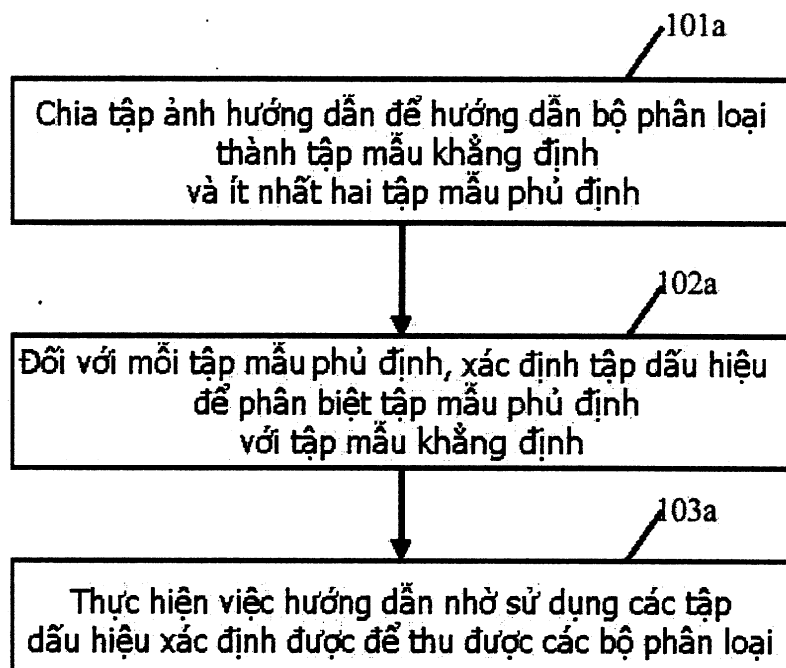 101a
Chia tập ảnh hướng dẫn để hướng dẫn bộ phân loại
thành tập mẫu khẳng định
và ít nhất hai tập mẫu phủ định
102a
Đối với mỗi tập mẫu phủ định, xác định tập dấu hiệu
để phân biệt tập mẫu phủ định
với tập mẫu khẳng định
103a
Thực hiện việc hướng dẫn nhờ sử dụng các tập
dấu hiệu xác định được để thu được các bộ phân loại